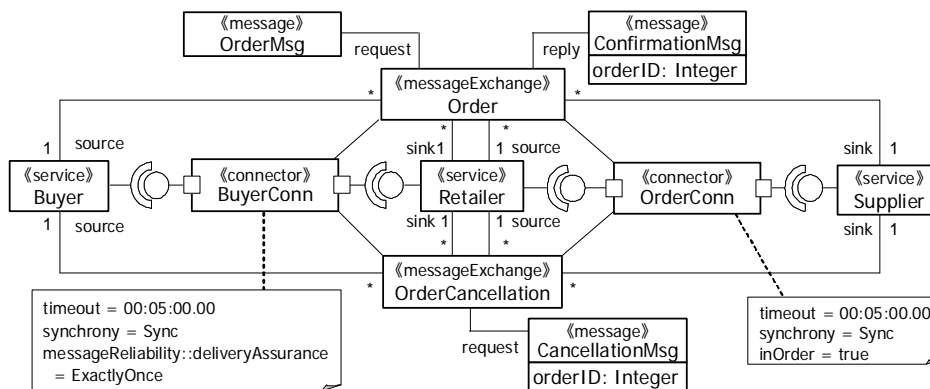 《message》
OrderMsg
request
reply
《message》
ConfirmationMsg
orderID: Integer
《messageExchange》
Order
*
*
*
*
1
source
sink
1
1
source
sink
1
《service》
Buyer
《connector》
BuyerConn
《service》
Retailer
《connector》
OrderConn
《service》
Supplier
1
source
sink
1
1
source
sink
1
*
*
*
*
《messageExchange》
OrderCancellation
timeout = 00:05:00.00
synchrony = Sync
messageReliability::deliveryAssurance
= ExactlyOnce
request
《message》
CancellationMsg
orderID: Integer
timeout = 00:05:00.00
synchrony = Sync
inOrder = true